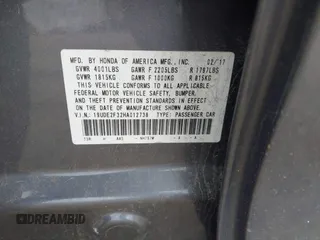 MFD. BY HONDA OF AMERICA MFG., INC. 02/17
GVWR 4001LBS GAWR F 2205LBS R 1797LBS
GVWR 1815KG GAWR F 1000KG R 815KG
THIS VEHICLE CONFORMS TO ALL APPLICABLE
FEDERAL MOTOR VEHICLE SAFETY, BUMPER,
AND THEFT PREVENTION STANDARDS IN EFFECT
ON THE DATE OF MANUFACTURE SHOWN ABOVE.
V.I.N.: 19UDE2F32HA012738 TYPE: PASSENGER CAR
© DREAMBID